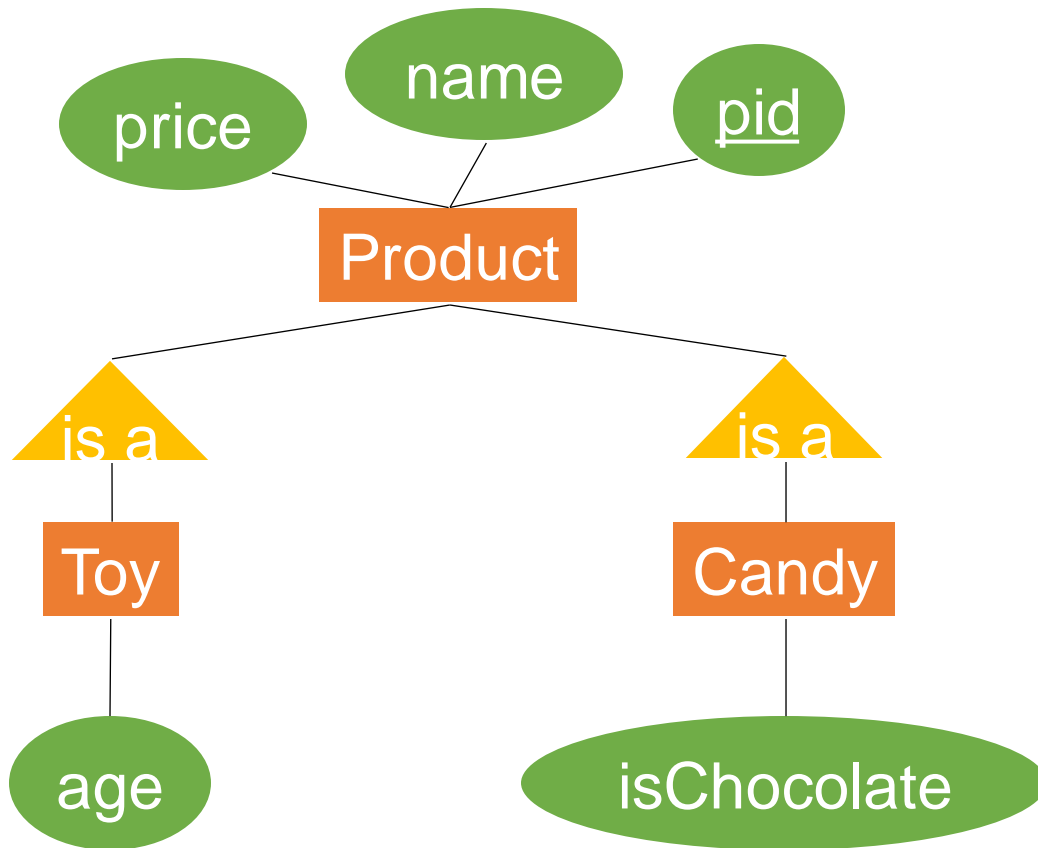 price
name
pid
Product
is a
is a
Toy
Candy
age
isChocolate